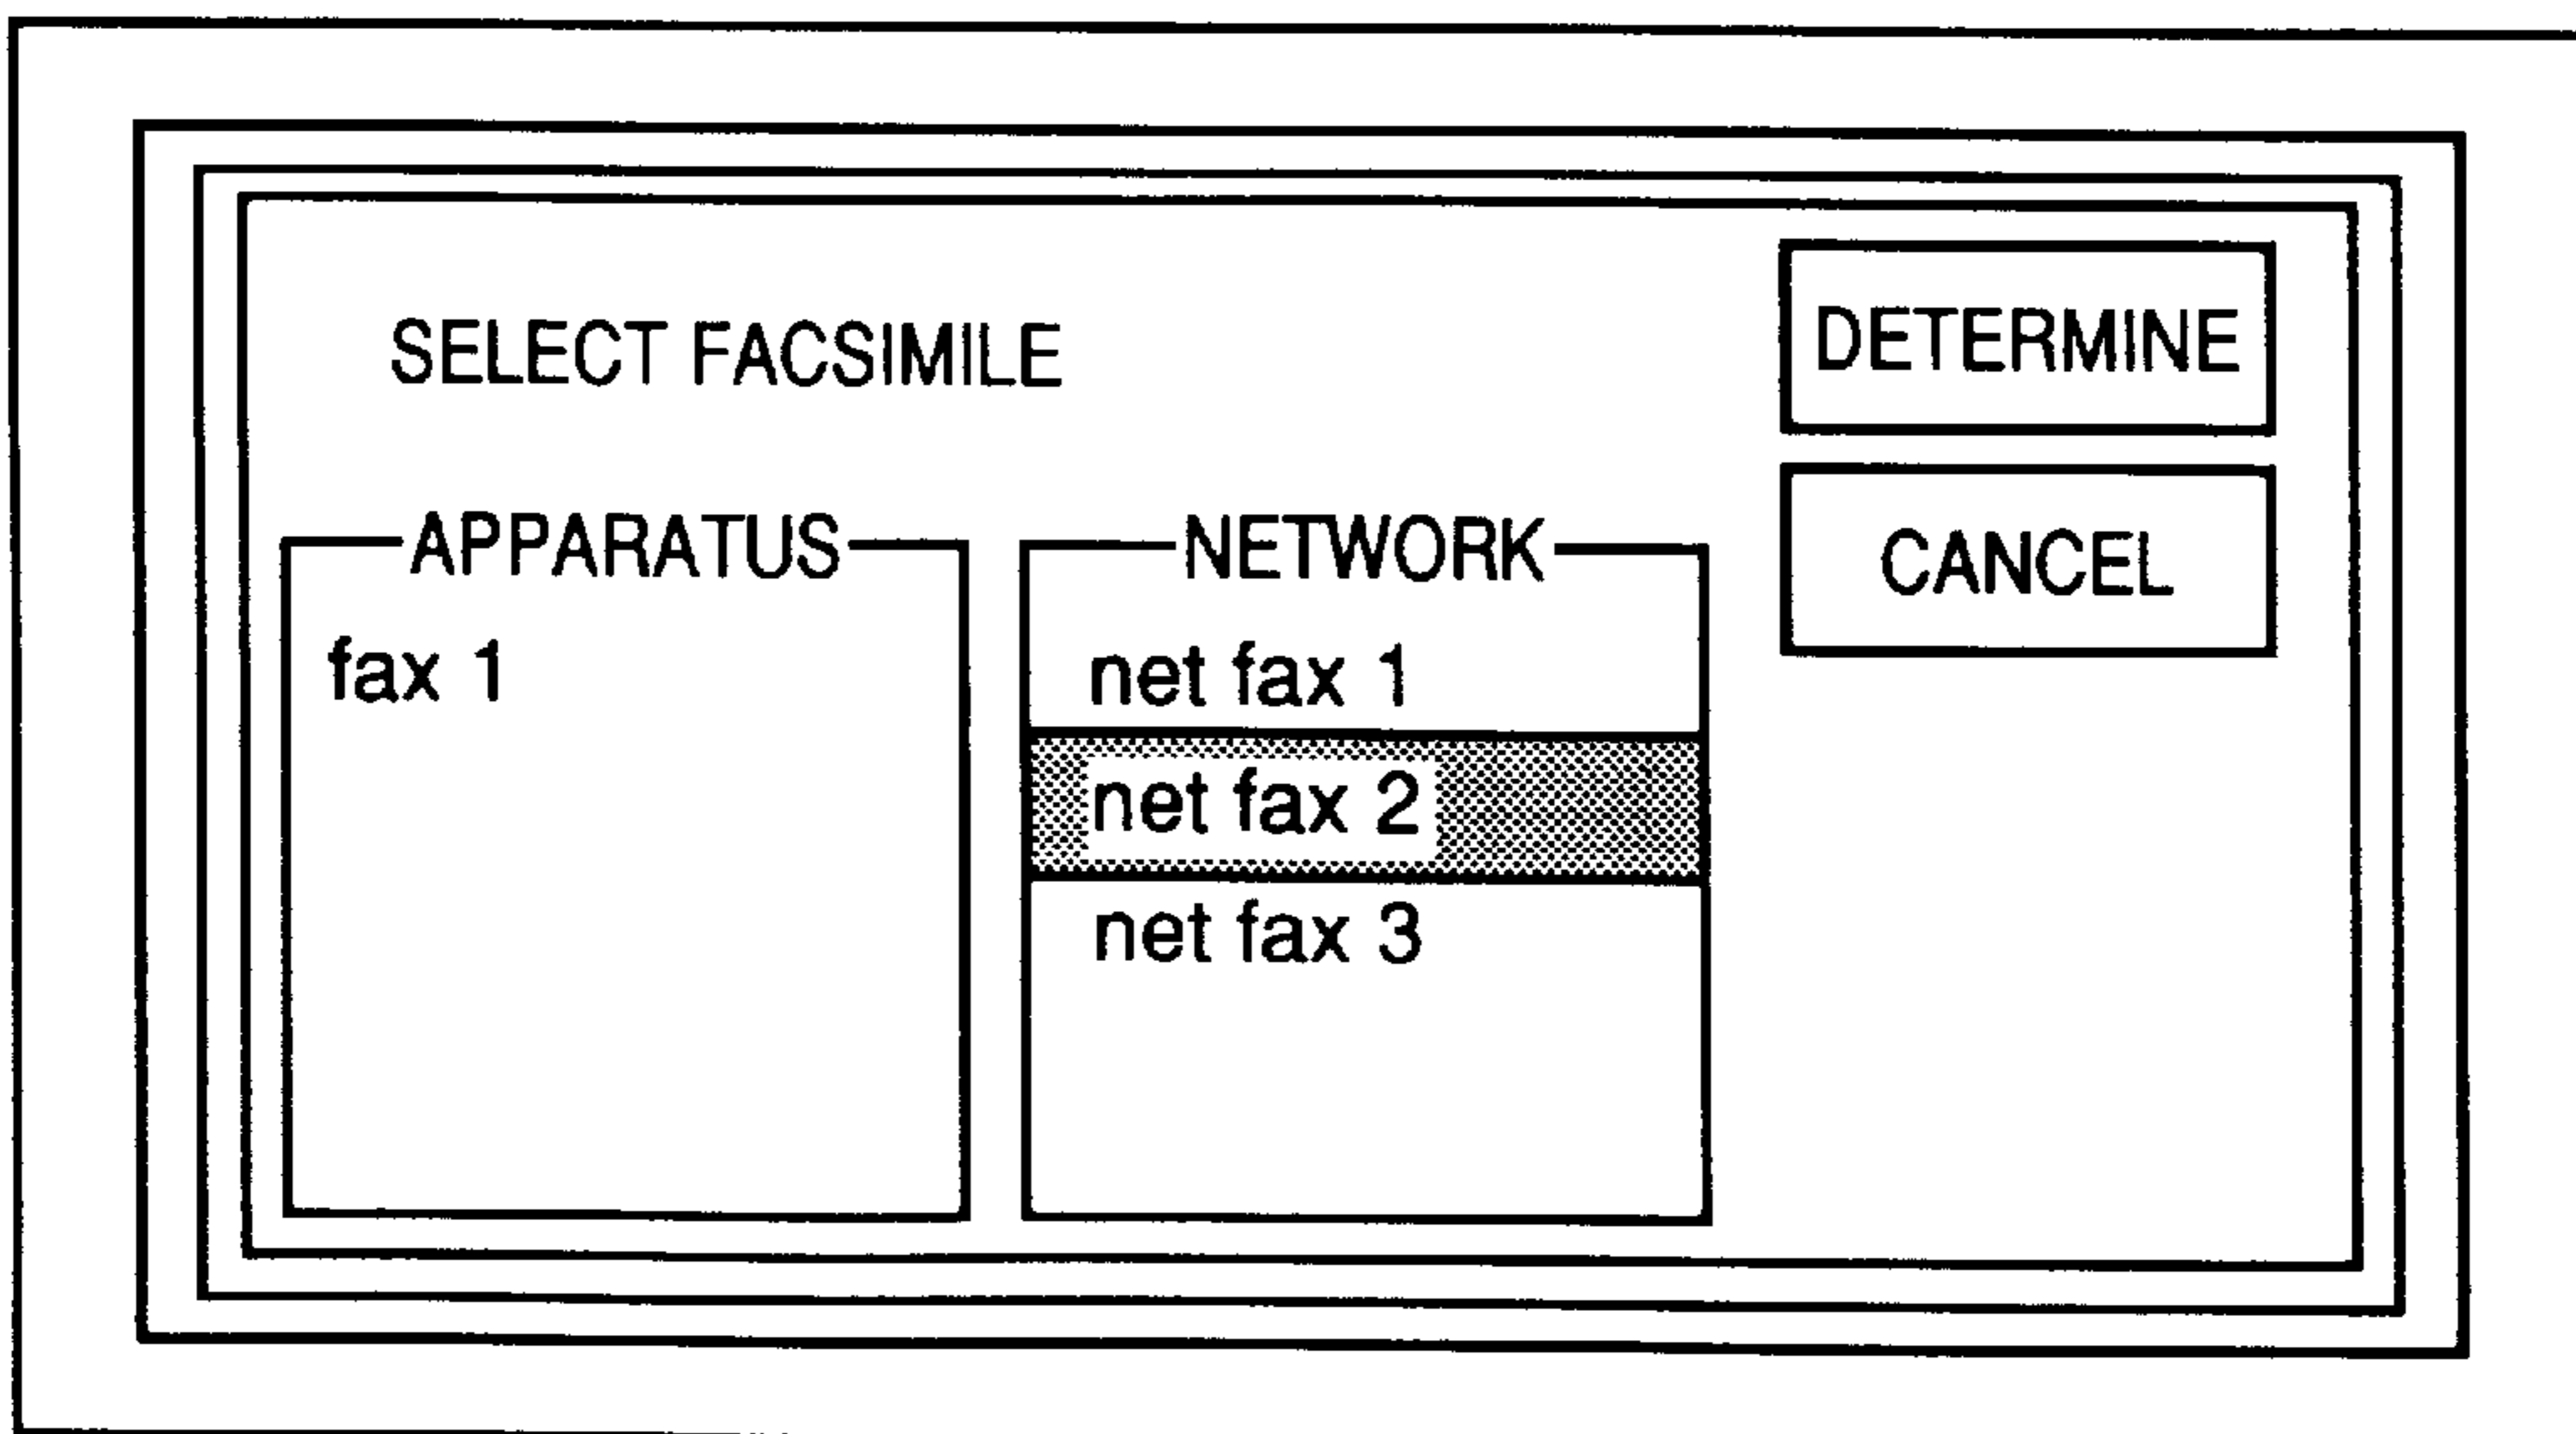 SELECT FACSIMILE
DETERMINE
CANCEL
APPARATUS
fax 1
NETWORK
net fax 1
net fax 2
net fax 3